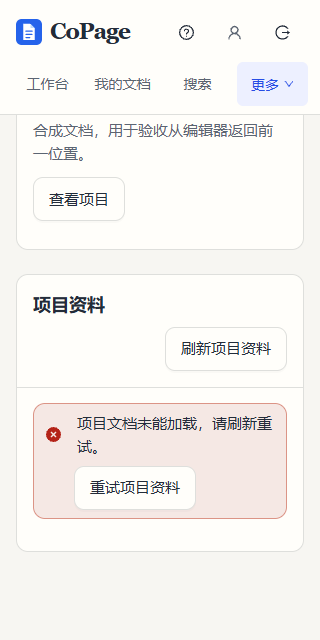 CoPage
工作台 我的文档 搜索 更多
合成文档，用于验收从编辑器返回前
一位置。
查看项目
项目资料
刷新项目资料
项目文档未能加载，请刷新重
试。
重试项目资料